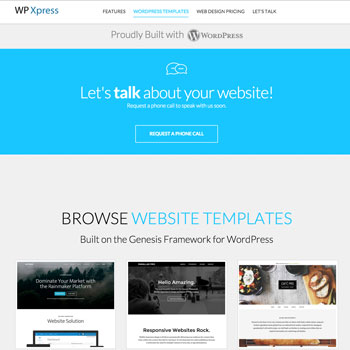 WP Xpress
FEATURES WORDPRESS TEMPLATES WEB DESIGN PRICING LET'S TALK
Proudly Built with WORDPRESS
Let's talk about your website!
Request a phone call to speak with us soon.
REQUEST A PHONE CALL
BROWSE WEBSITE TEMPLATES
Built on the Genesis Framework for WordPress
Dominate Your Market with
the Rainmaker Platform
Website Solution
Hello Amazing.
Responsive Websites Rock.